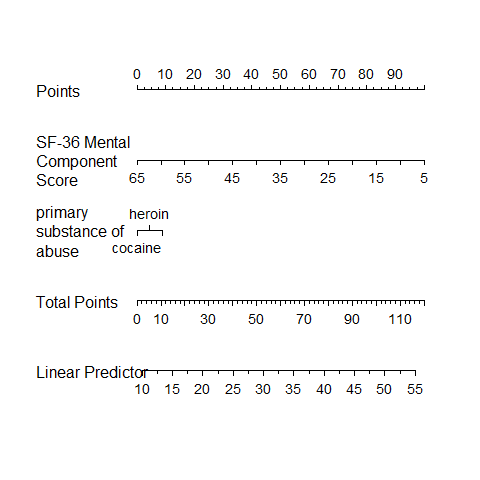 0 10 20 30 40 50 60 70 80 90
Points
SF-36 Mental
Component
Score
65 55 45 35 25 15 5
primary
substance of
abuse
heroin
cocaine
Total Points
0 10 30 50 70 90 110
Linear Predictor
10 15 20 25 30 35 40 45 50 55